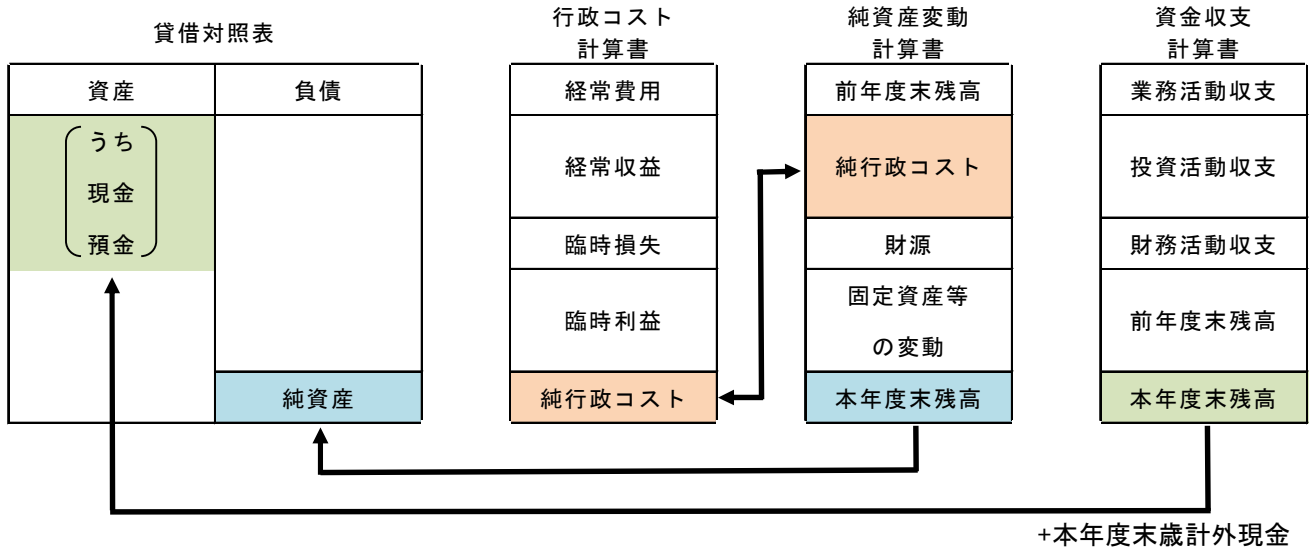 貸借対照表
資産
負債
うち
現金
預金
純資産
行政コスト
計算書
経常費用
経常収益
臨時損失
臨時利益
純行政コスト
純資産変動
計算書
前年度末残高
純行政コスト
財源
固定資産等
の変動
本年度末残高
資金収支
計算書
業務活動収支
投資活動収支
財務活動収支
前年度末残高
本年度末残高
+本年度末歳計外現金